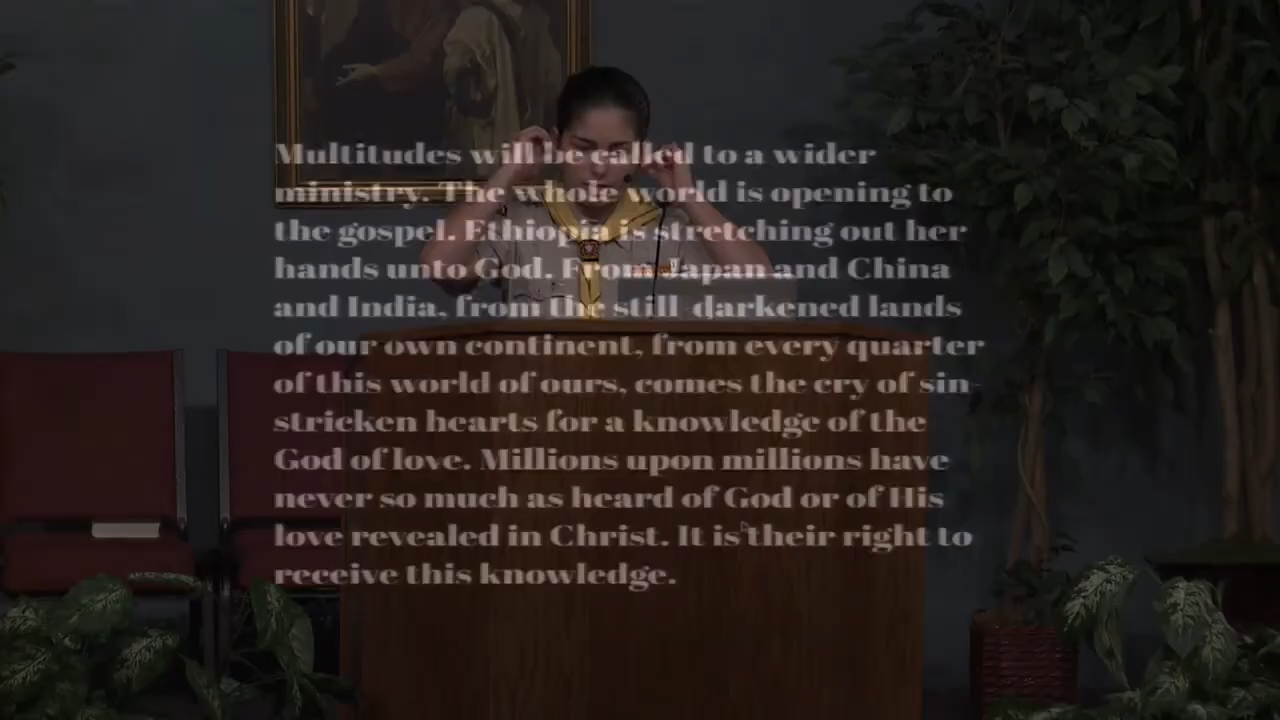 Multitudes will be called to a wider
ministry. The whole world is opening to
the gospel. Ethiopia is stretching out her
hands unto God. From Japan and China
and India, from the still-darkened lands
of our own continent, from every quarter
of this world of ours, comes the cry of sin-
stricken hearts for a knowledge of the
God of love. Millions upon millions have
never so much as heard of God or of His
love revealed in Christ. It is their right to
receive this knowledge.